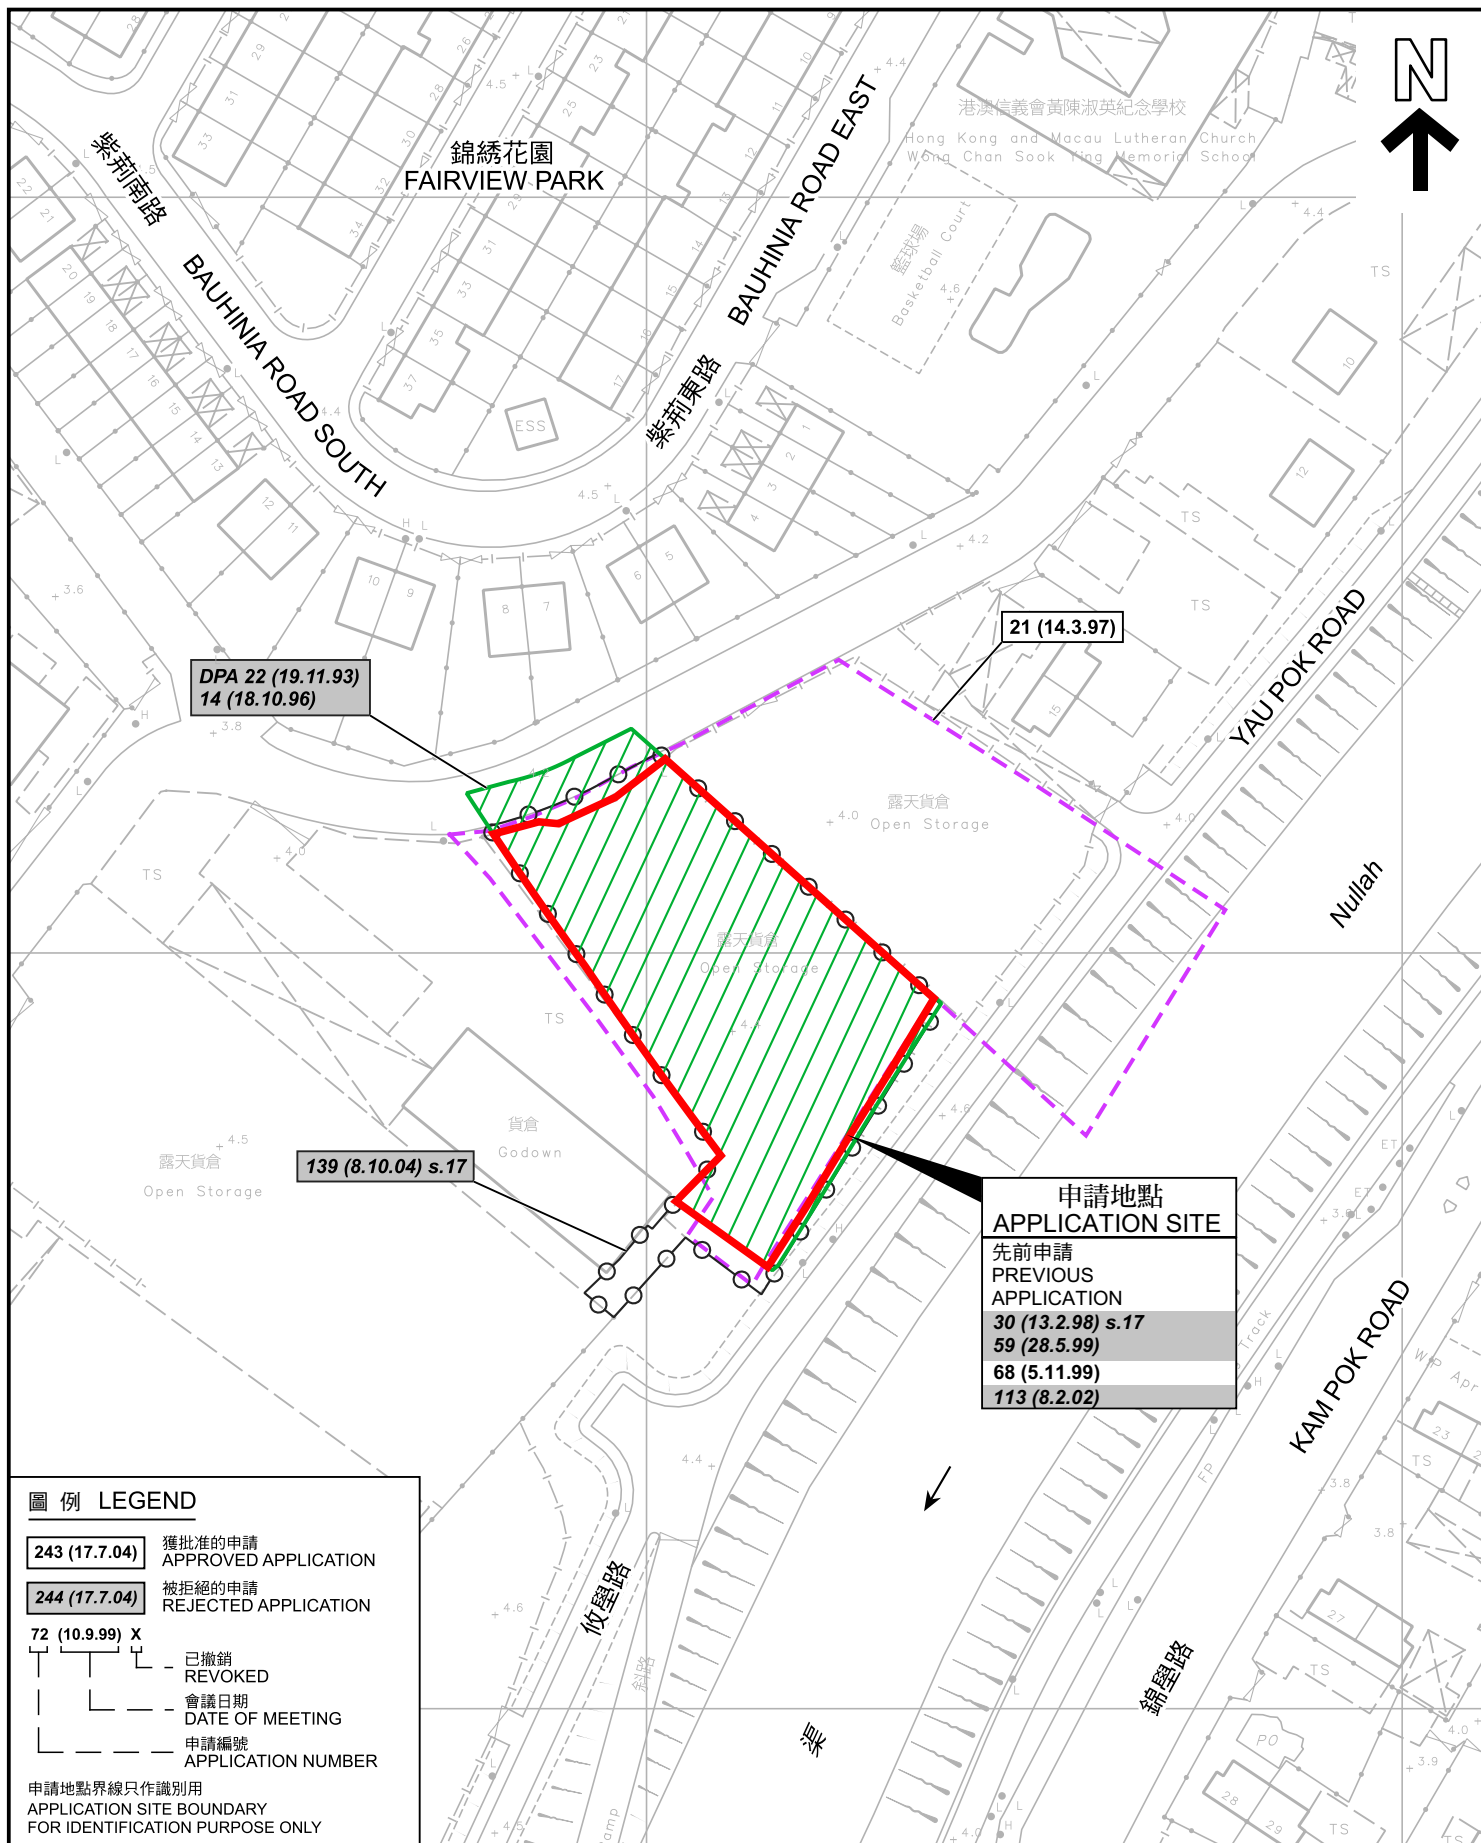 N
港澳信義會黃陳淑英紀念學校
Hong Kong and Macau Lutheran Church
Wong Chan Sook Ying Memorial School
錦綉花園
FAIRVIEW PARK
紫荊南路
BAUHINIA ROAD SOUTH
BAUHINIA ROAD EAST
紫荊東路
籃球場
Basketball Court
ESS
TS
YAU POK ROAD
21 (14.3.97)
DPA 22 (19.11.93)
14 (18.10.96)
露天貨倉
Open Storage
露天貨倉
Open Storage
Nullah
貨倉
Godown
露天貨倉
Open Storage
139 (8.10.04) s.17
申請地點
APPLICATION SITE
先前申請
PREVIOUS
APPLICATION
30 (13.2.98) s.17
59 (28.5.99)
68 (5.11.99)
113 (8.2.02)
KAM POK ROAD
Track
FP
攸壆路
斜路
渠
錦壆路
PO
圖 例 LEGEND
243 (17.7.04)
獲批准的申請
APPROVED APPLICATION
244 (17.7.04)
被拒絕的申請
REJECTED APPLICATION
72 (10.9.99) X
已撤銷
REVOKED
會議日期
DATE OF MEETING
申請編號
APPLICATION NUMBER
申請地點界線只作識別用
APPLICATION SITE BOUNDARY
FOR IDENTIFICATION PURPOSE ONLY